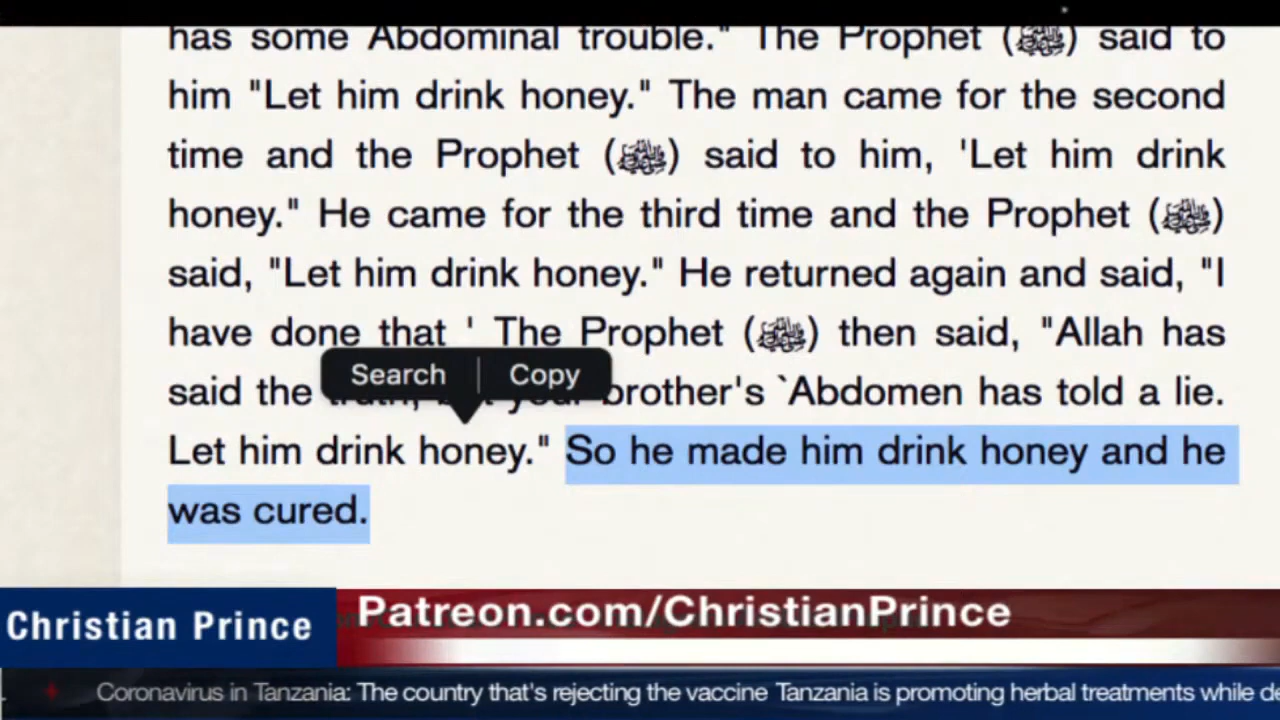 has some Abdominal trouble." The Prophet (ﷺ) said to
him "Let him drink honey." The man came for the second
time and the Prophet (ﷺ) said to him, 'Let him drink
honey." He came for the third time and the Prophet (ﷺ)
said, "Let him drink honey." He returned again and said, "I
have done that ' The Prophet (ﷺ) then said, "Allah has
Search Copy
said the truth, but your brother's `Abdomen has told a lie.
Let him drink honey." So he made him drink honey and he
was cured.
Christian Prince
Patreon.com/ChristianPrince
Coronavirus in Tanzania: The country that's rejecting the vaccine Tanzania is promoting herbal treatments while de